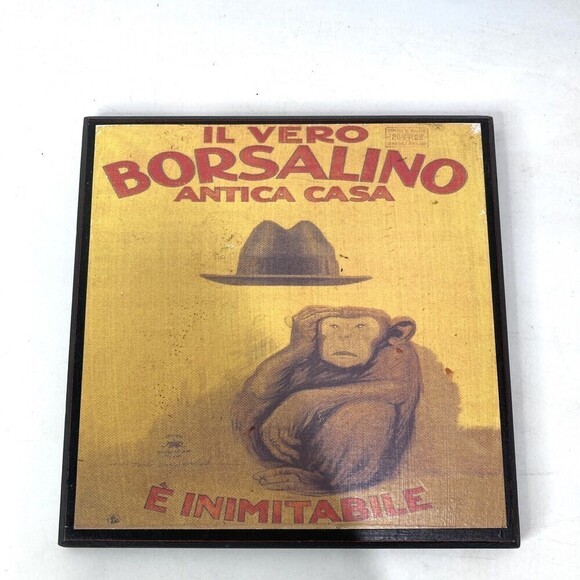 IL VERO
BORSALINO
ANTICA CASA
È INIMITABILE